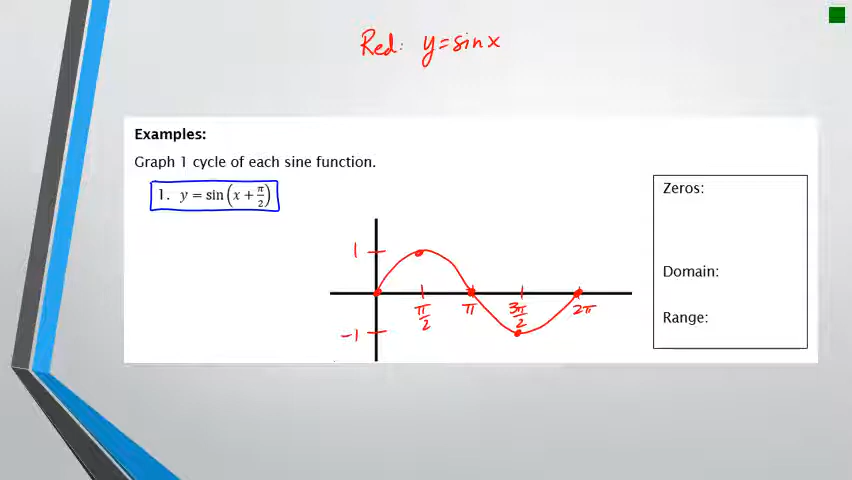 Red: y=sinx
Examples:
Graph 1 cycle of each sine function.
1. y = sin(x + π/2)
Zeros:
Domain:
Range:
1
π/2 π 3π/2 2π
-1